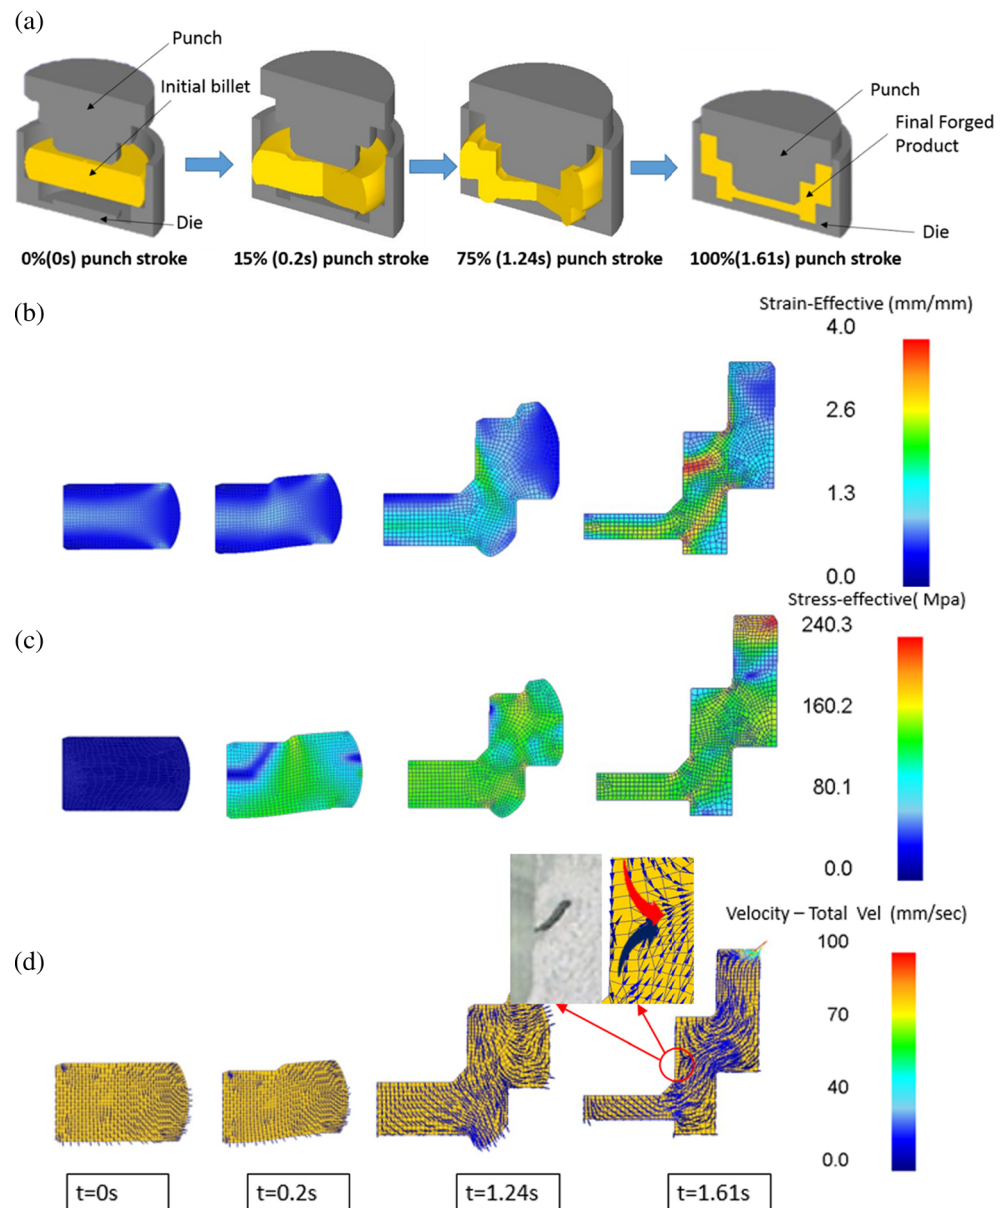 (a)
Punch
Initial billet
Die
Punch
Final Forged
Product
Die
0%(0s) punch stroke
15% (0.2s) punch stroke
75% (1.24s) punch stroke
100%(1.61s) punch stroke
(b)
Strain-Effective (mm/mm)
4.0
2.6
1.3
0.0
(c)
Stress-effective( Mpa)
240.3
160.2
80.1
0.0
(d)
Velocity – Total Vel (mm/sec)
100
70
40
0.0
t=0s
t=0.2s
t=1.24s
t=1.61s